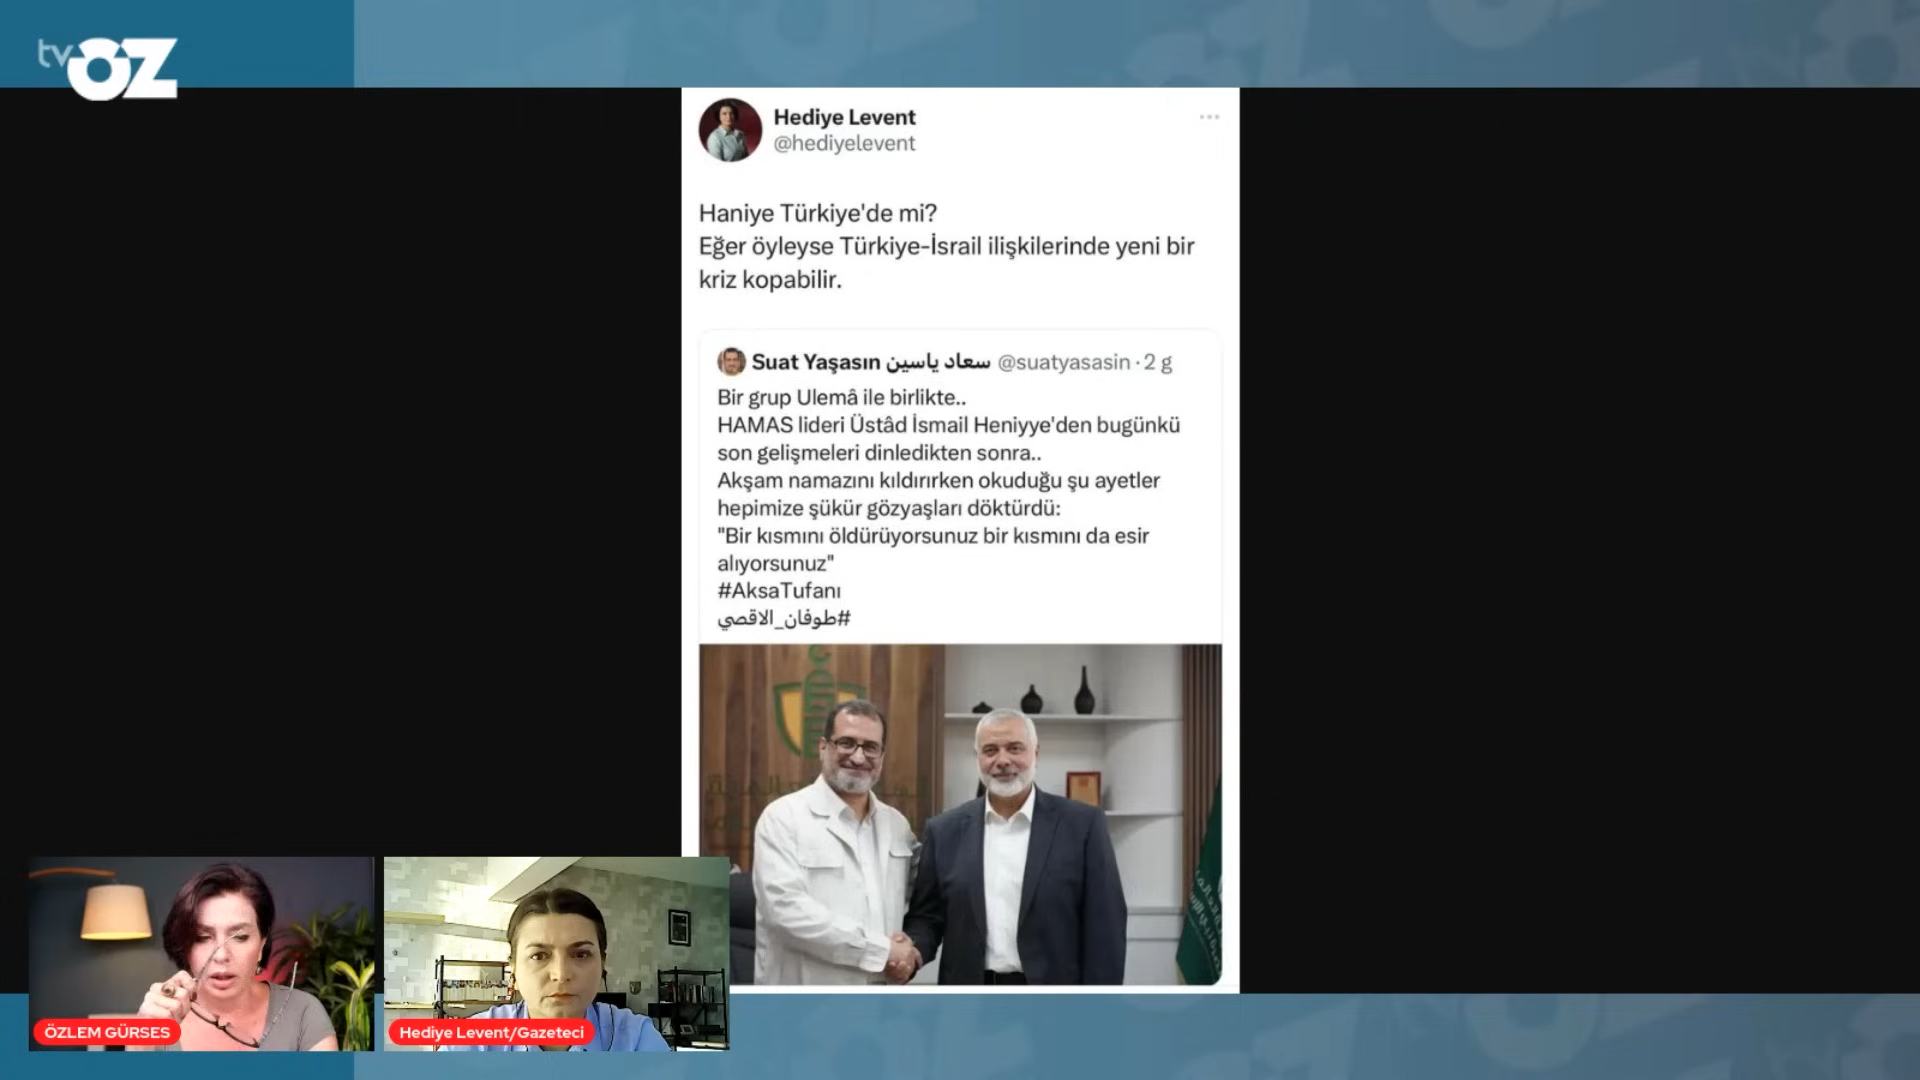 tvÖZ
Hediye Levent
@hediyelevent
Haniye Türkiye'de mi?
Eğer öyleyse Türkiye-İsrail ilişkilerinde yeni bir
kriz kopabilir.
Suat Yaşasın سعاد ياسين @suatyasasin · 2 g
Bir grup Ulemâ ile birlikte..
HAMAS lideri Üstâd İsmail Heniyye'den bugünkü
son gelişmeleri dinledikten sonra..
Akşam namazını kıldırırken okuduğu şu ayetler
hepimize şükür gözyaşları döktürdü:
"Bir kısmını öldürüyorsunuz bir kısmını da esir
alıyorsunuz"
#AksaTufanı
#طوفان_الاقصي
ÖZLEM GÜRSES
Hediye Levent/Gazeteci